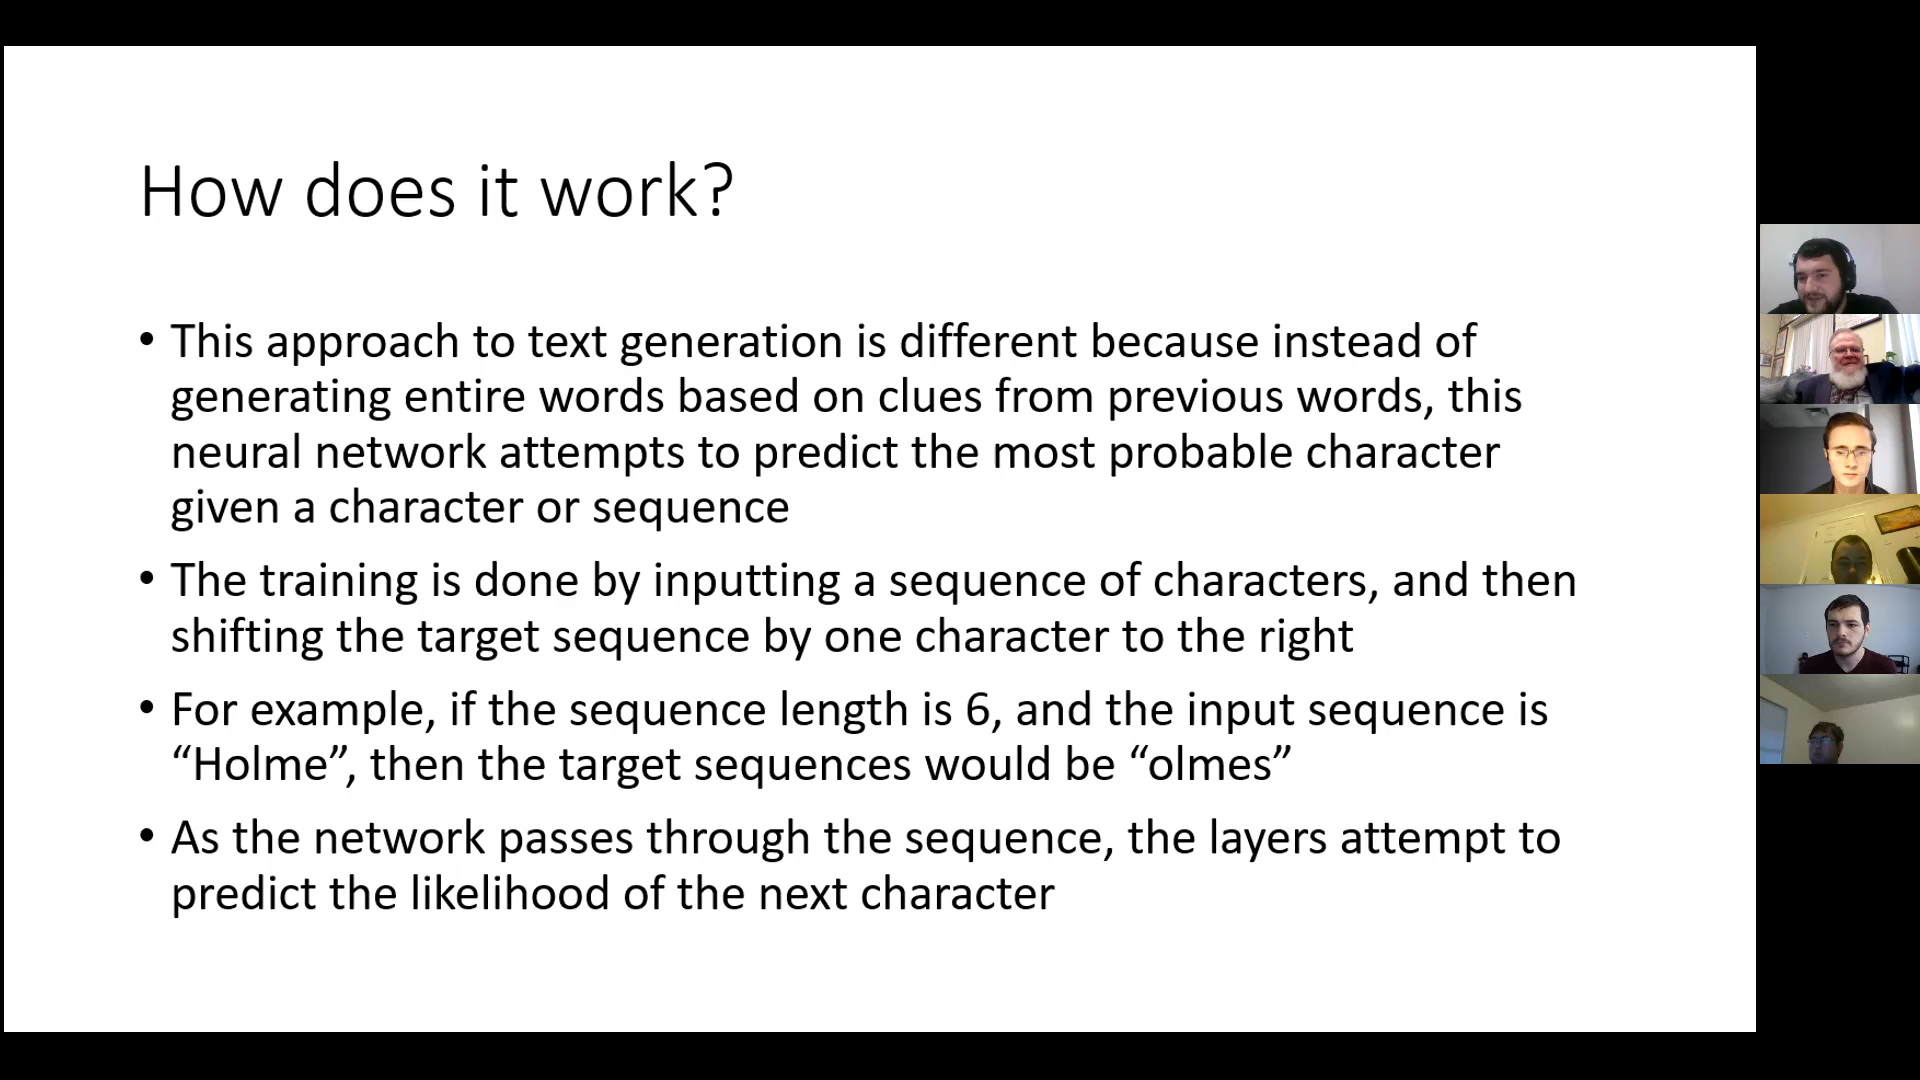 How does it work?
• This approach to text generation is different because instead of
generating entire words based on clues from previous words, this
neural network attempts to predict the most probable character
given a character or sequence
• The training is done by inputting a sequence of characters, and then
shifting the target sequence by one character to the right
• For example, if the sequence length is 6, and the input sequence is
“Holme”, then the target sequences would be “olmes”
• As the network passes through the sequence, the layers attempt to
predict the likelihood of the next character